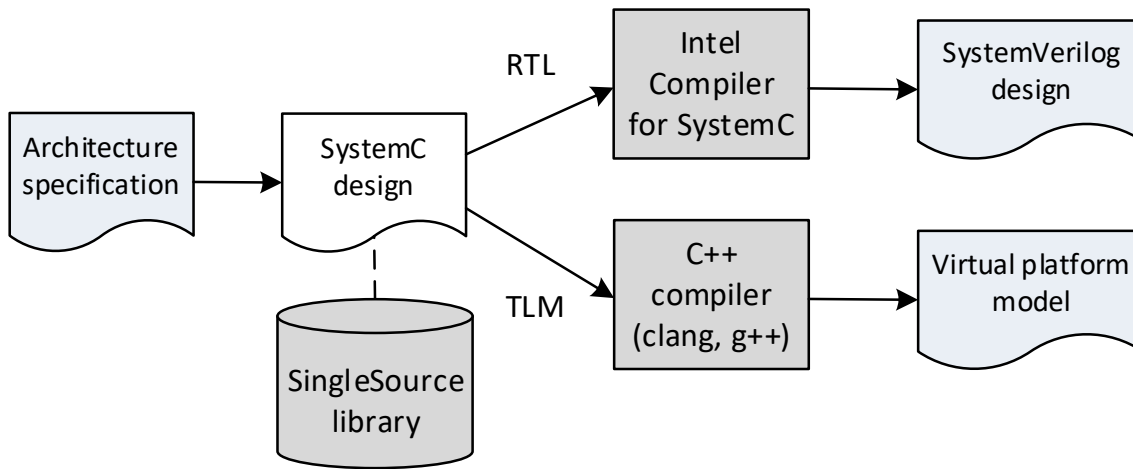 Architecture
specification
SystemC
design
SingleSource
library
RTL
TLM
Intel
Compiler
for SystemC
C++
compiler
(clang, g++)
SystemVerilog
design
Virtual platform
model